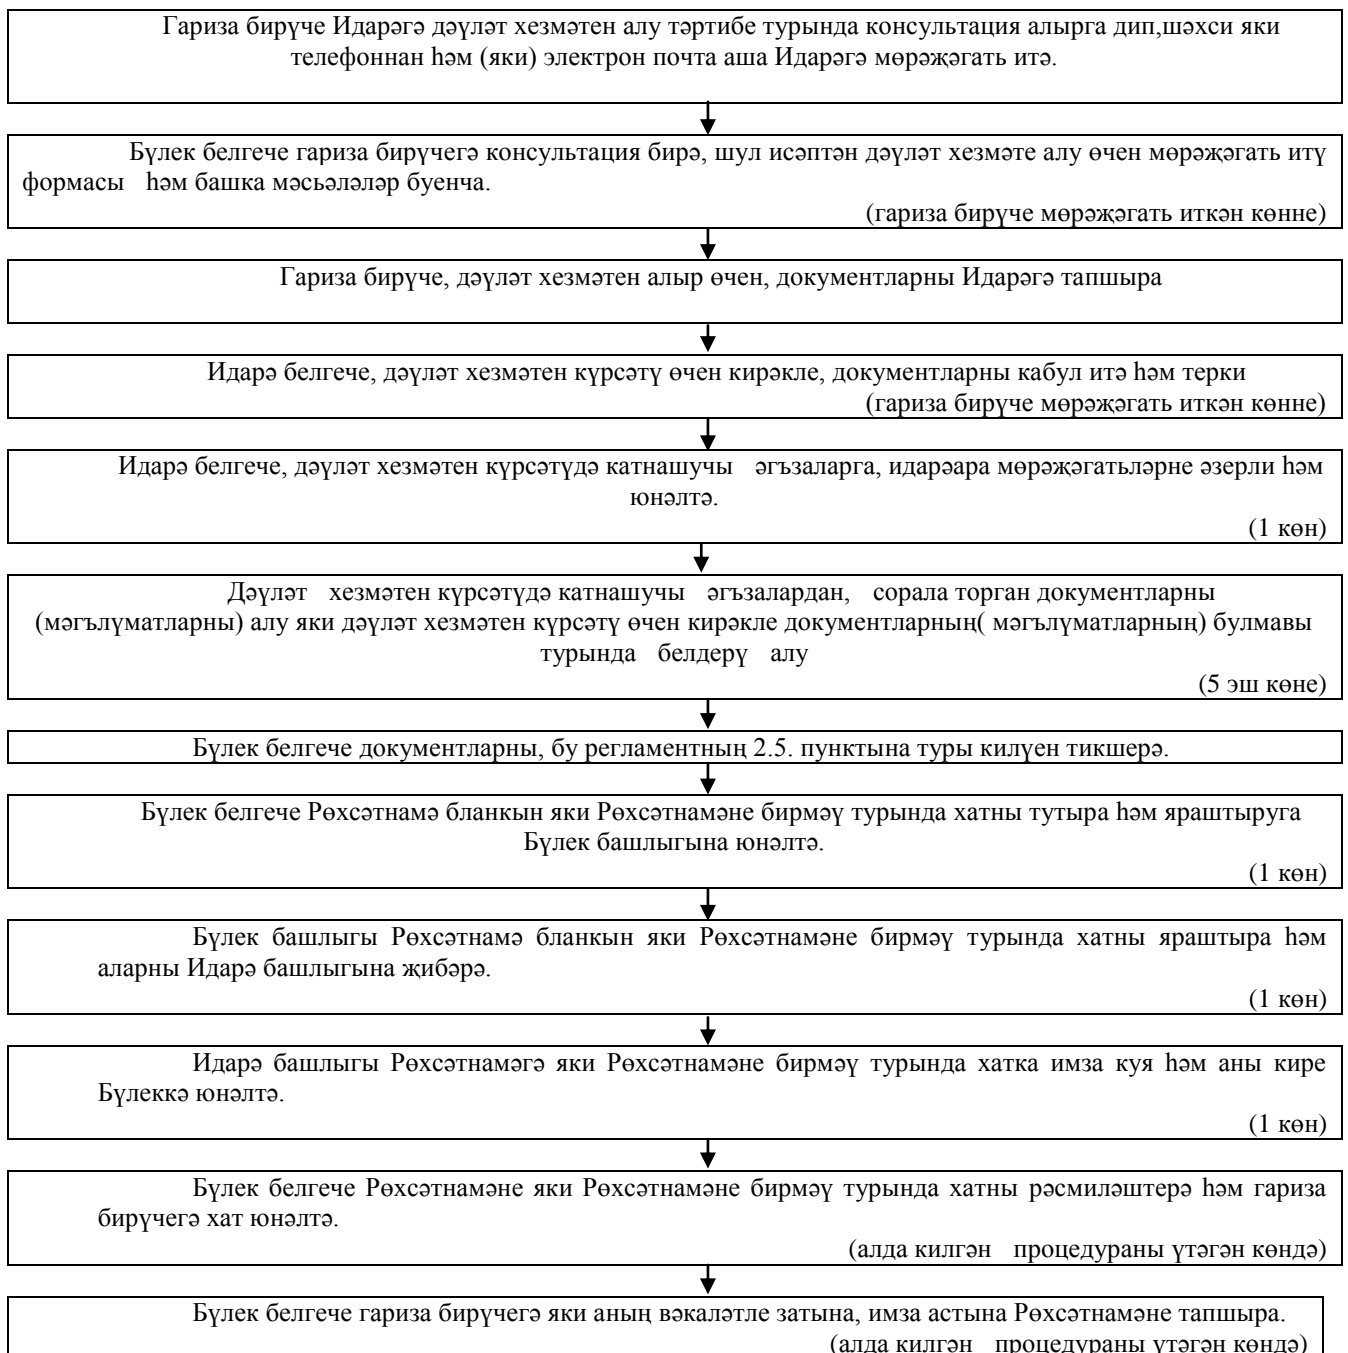 Гариза бирүче Идарәгә дәүләт хезмәтен алу тәртибе турында консультация алырга дип,шәхси яки
телефоннан һәм (яки) электрон почта аша Идарәгә мөрәҗәгать итә.
Бүлек белгече гариза бирүчегә консультация бирә, шул исәптән дәүләт хезмәте алу өчен мөрәҗәгать итү
формасы һәм башка мәсьәләләр буенча.
(гариза бирүче мөрәҗәгать иткән көнне)
Гариза бирүче, дәүләт хезмәтен алыр өчен, документларны Идарәгә тапшыра
Идарә белгече, дәүләт хезмәтен күрсәтү өчен кирәкле, документларны кабул итә һәм терки
(гариза бирүче мөрәҗәгать иткән көнне)
Идарә белгече, дәүләт хезмәтен күрсәтүдә катнашучы әгъзаларга, идарәара мөрәҗәгатьләрне әзерли һәм
юнәлтә.
(1 көн)
Дәүләт хезмәтен күрсәтүдә катнашучы әгъзалардан, сорала торган документларны
(мәгълүматларны) алу яки дәүләт хезмәтен күрсәтү өчен кирәкле документларның( мәгълүматларның) булмавы
турында белдерү алу
(5 эш көне)
Бүлек белгече документларны, бу регламентның 2.5. пунктына туры килүен тикшерә.
Бүлек белгече Рөхсәтнамә бланкын яки Рөхсәтнамәне бирмәү турында хатны тутыра һәм яраштыруга
Бүлек башлыгына юнәлтә.
(1 көн)
Бүлек башлыгы Рөхсәтнамә бланкын яки Рөхсәтнамәне бирмәү турында хатны яраштыра һәм
аларны Идарә башлыгына җибәрә.
(1 көн)
Идарә башлыгы Рөхсәтнамәгә яки Рөхсәтнамәне бирмәү турында хатка имза куя һәм аны кире
Бүлеккә юнәлтә.
(1 көн)
Бүлек белгече Рөхсәтнамәне яки Рөхсәтнамәне бирмәү турында хатны рәсмиләштерә һәм гариза
бирүчегә хат юнәлтә.
(алда килгән процедураны үтәгән көндә)
Бүлек белгече гариза бирүчегә яки аның вәкаләтле затына, имза астына Рөхсәтнамәне тапшыра.
(алда килгән процедураны үтәгән көндә)